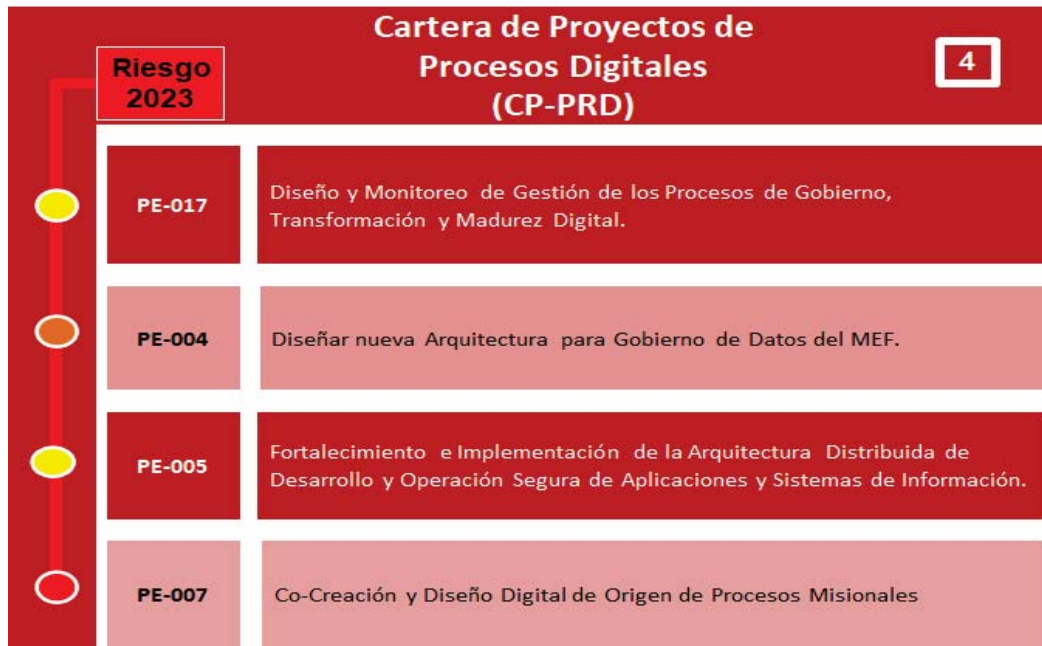 Riesgo
2023
Cartera de Proyectos de
Procesos Digitales
(CP-PRD)
4
PE-017
Diseño y Monitoreo de Gestión de los Procesos de Gobierno,
Transformación y Madurez Digital.
PE-004
Diseñar nueva Arquitectura para Gobierno de Datos del MEF.
PE-005
Fortalecimiento e Implementación de la Arquitectura Distribuida de
Desarrollo y Operación Segura de Aplicaciones y Sistemas de Información.
PE-007
Co-Creación y Diseño Digital de Origen de Procesos Misionales